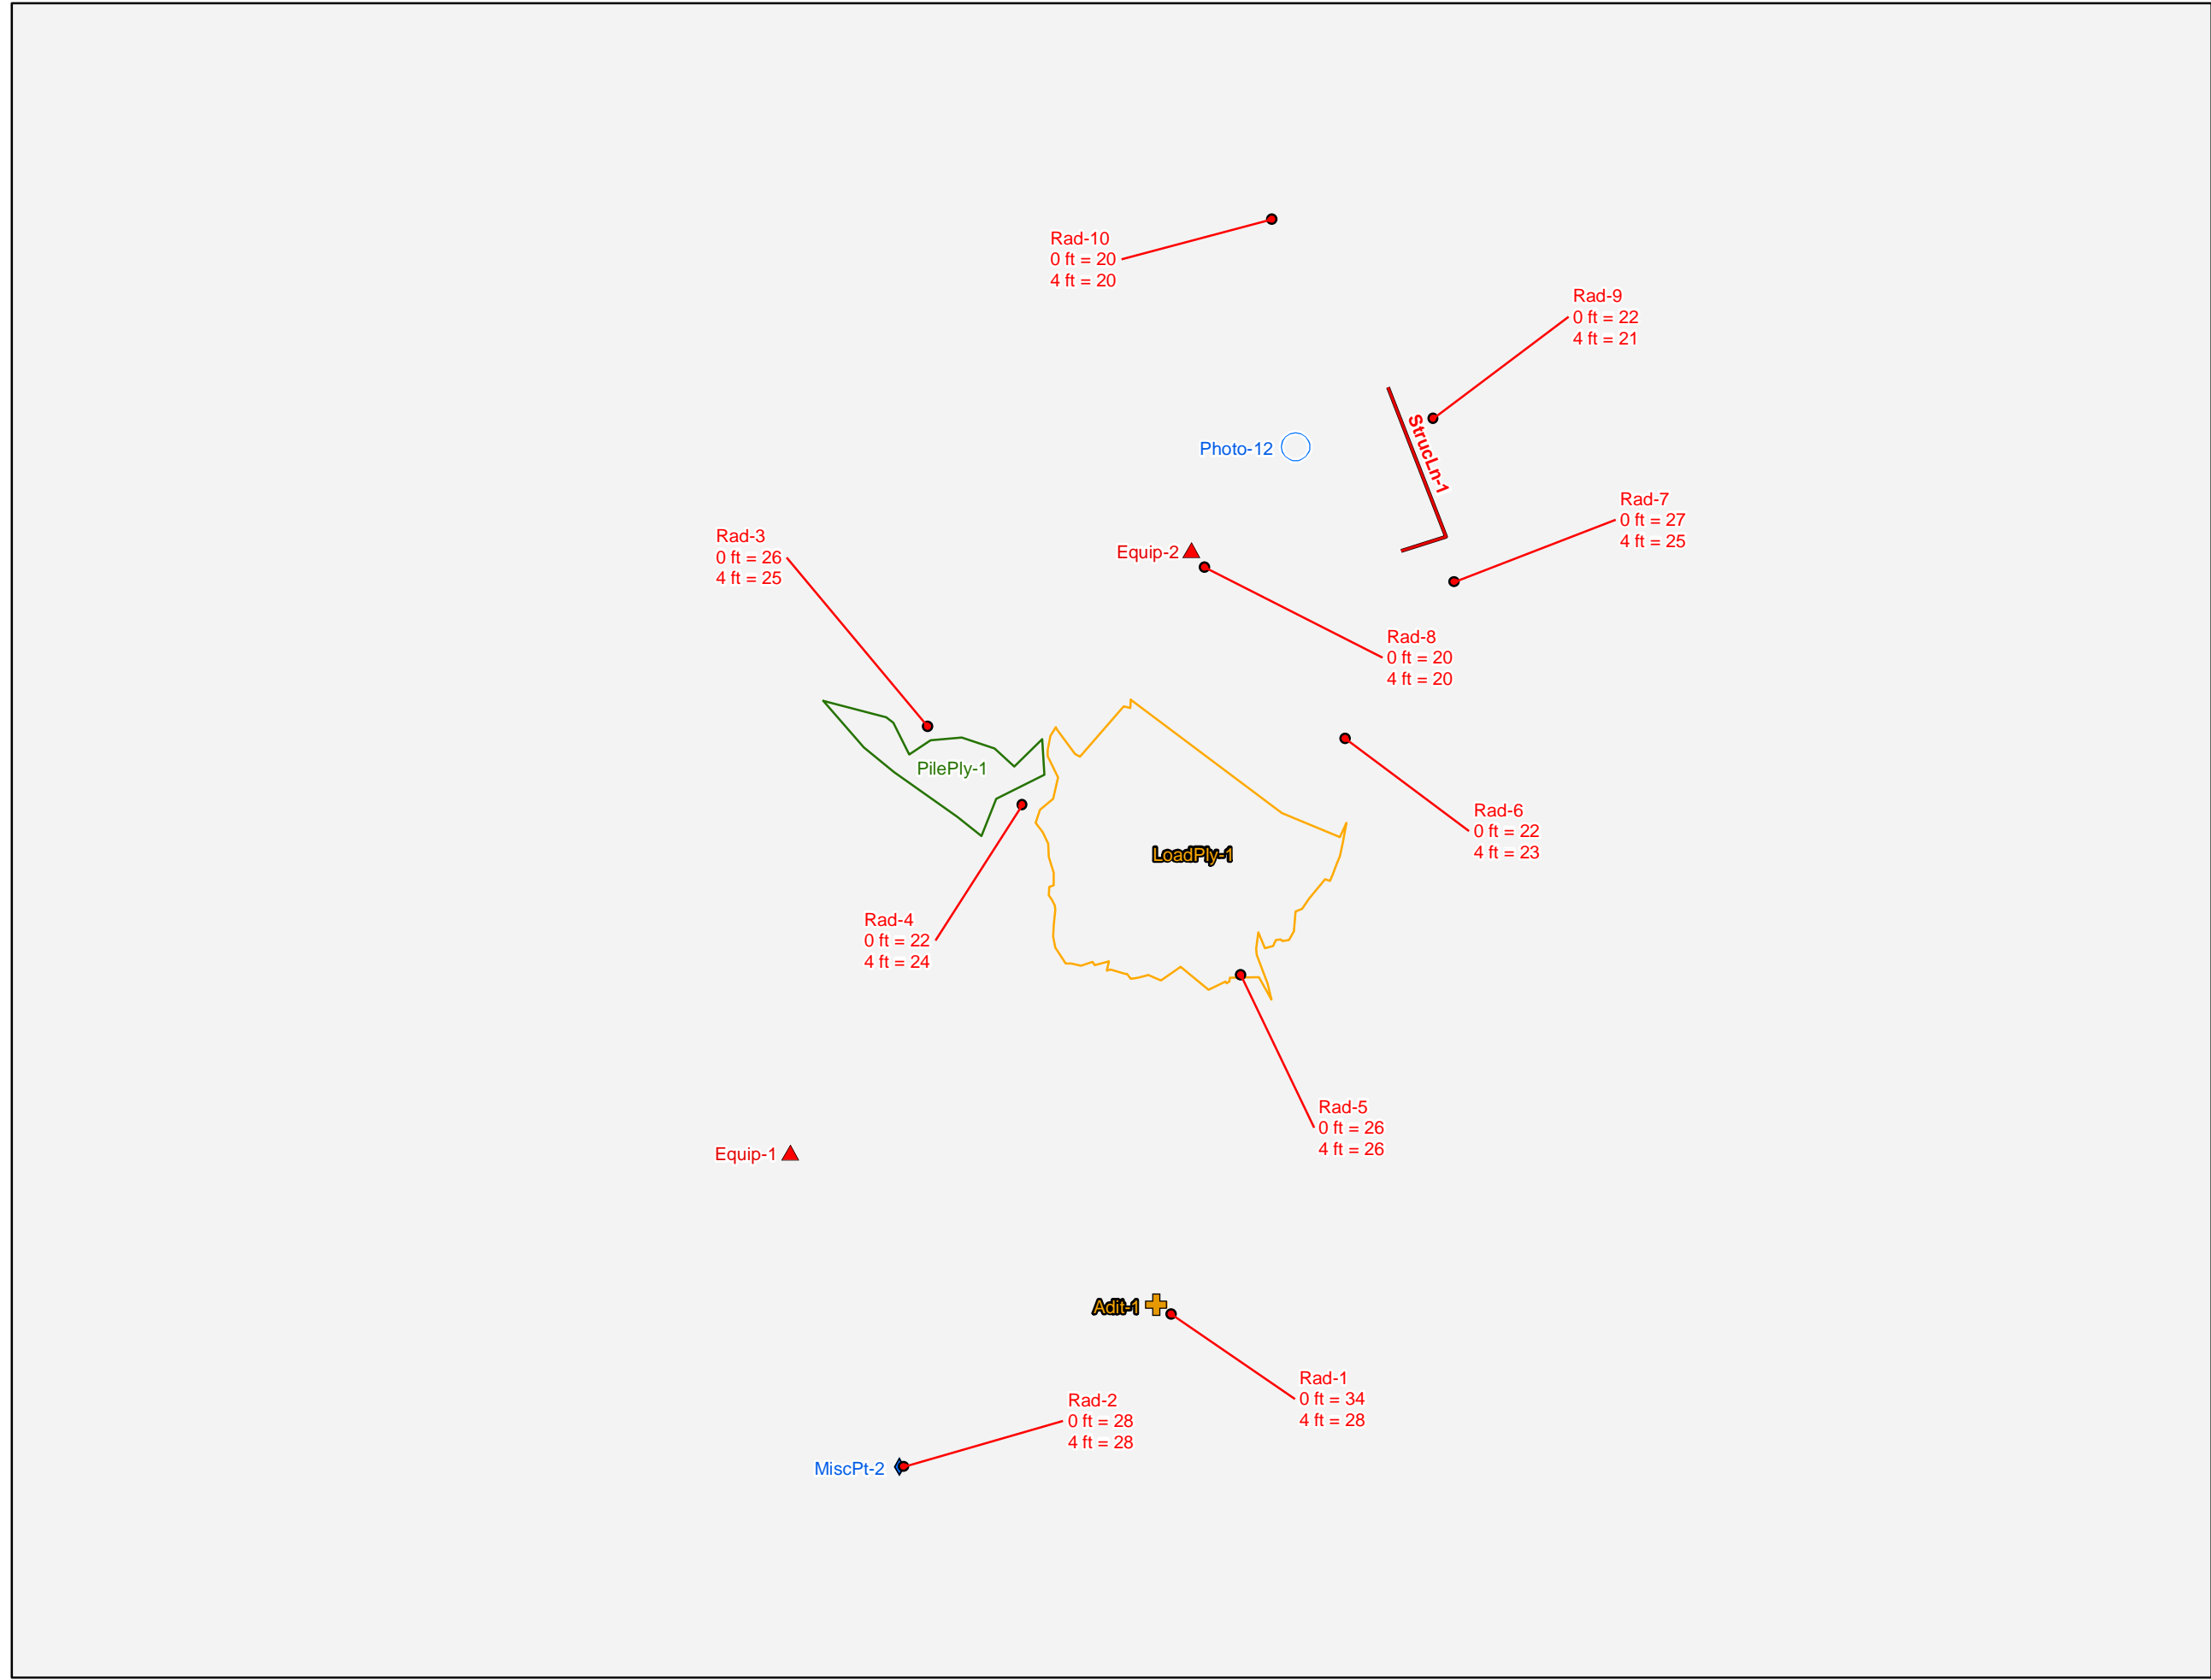 Rad-10
0 ft = 20
4 ft = 20
Rad-9
0 ft = 22
4 ft = 21
StrucLn-1
Photo-12
Rad-7
0 ft = 27
4 ft = 25
Rad-3
0 ft = 26
4 ft = 25
Equip-2
Rad-8
0 ft = 20
4 ft = 20
PilePly-1
Rad-6
0 ft = 22
4 ft = 23
LoadPly-1
Rad-4
0 ft = 22
4 ft = 24
Rad-5
0 ft = 26
4 ft = 26
Equip-1
Adit-1
Rad-1
0 ft = 34
4 ft = 28
Rad-2
0 ft = 28
4 ft = 28
MiscPt-2